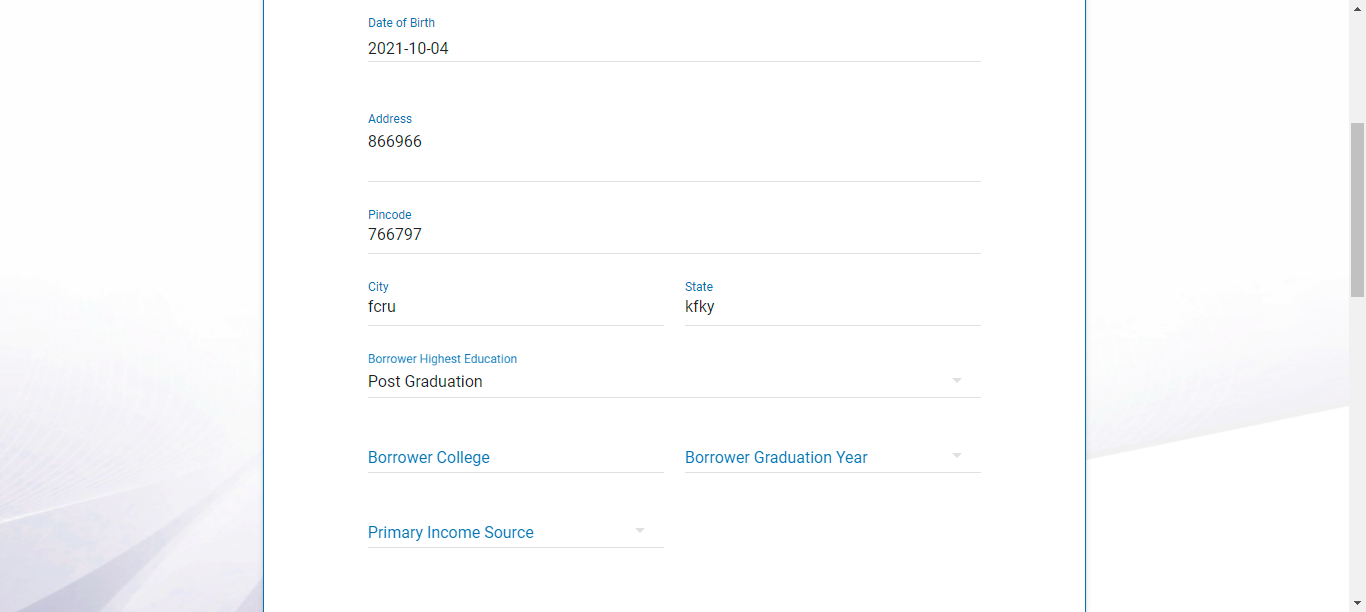 Date of Birth
2021-10-04
Address
866966
Pincode
766797
City
fcru
State
kfky
Borrower Highest Education
Post Graduation
Borrower College
Borrower Graduation Year
Primary Income Source